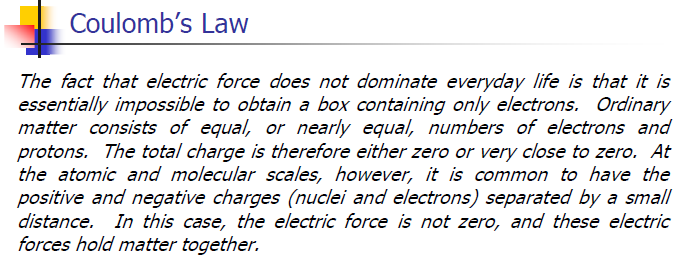 Coulomb's Law
The fact that electric force does not dominate everyday life is that it is
essentially impossible to obtain a box containing only electrons. Ordinary
matter consists of equal, or nearly equal, numbers of electrons and
protons. The total charge is therefore either zero or very close to zero. At
the atomic and molecular scales, however, it is common to have the
positive and negative charges (nuclei and electrons) separated by a small
distance. In this case, the electric force is not zero, and these electric
forces hold matter together.